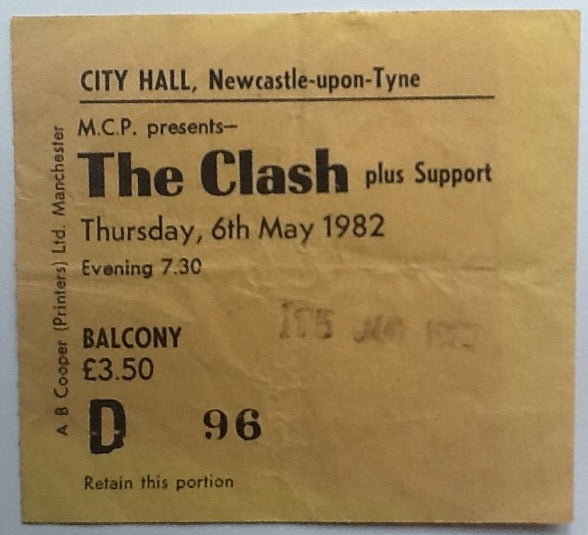 CITY HALL, Newcastle-upon-Tyne
M.C.P. presents—
The Clash plus Support
Thursday, 6th May 1982
Evening 7.30
BALCONY
£3.50
D 96
Retain this portion
A B Cooper (Printers) Ltd. Manchester